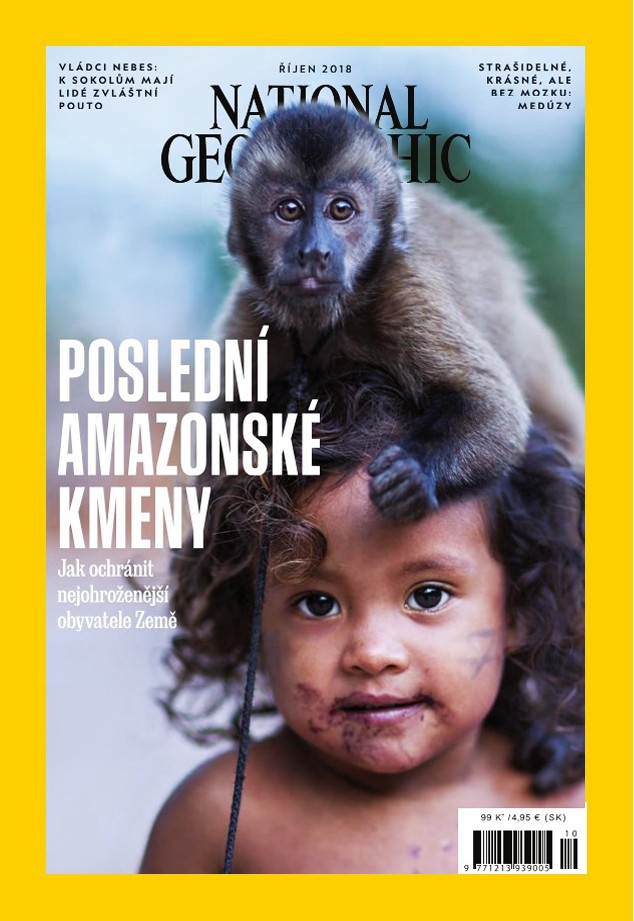 VLÁDCI NEBES:
K SOKOLŮM MAJÍ
LIDÉ ZVLÁŠTNÍ
POUTO
ŘÍJEN 2018
STRAŠIDELNÉ,
KRÁSNÉ, ALE
BEZ MOZKU:
MEDÚZY
NATIONAL
GEOGRAPHIC
POSLEDNÍ
AMAZONSKÉ
KMENY
Jak ochránit
nejohroženější
obyvatele Země
99 K˝ /4,95 € (SK)
10
9 771213 939005